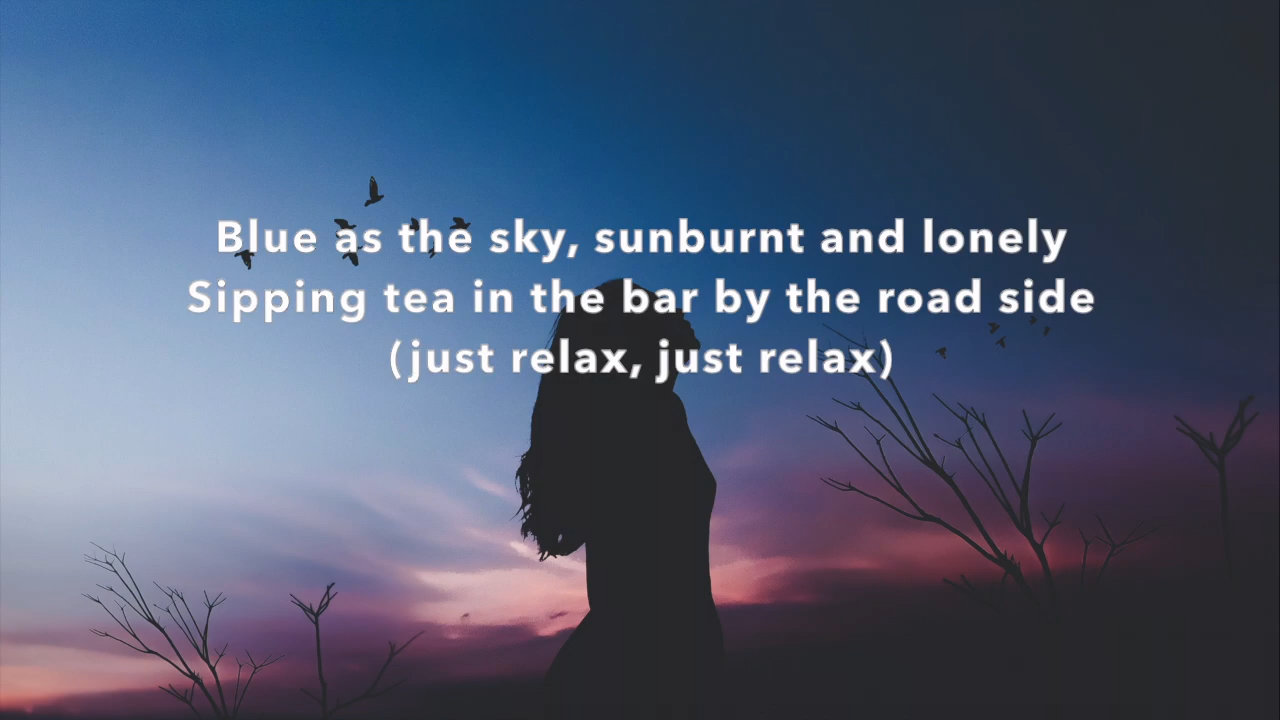 Blue as the sky, sunburnt and lonely
Sipping tea in the bar by the road side
(just relax, just relax)